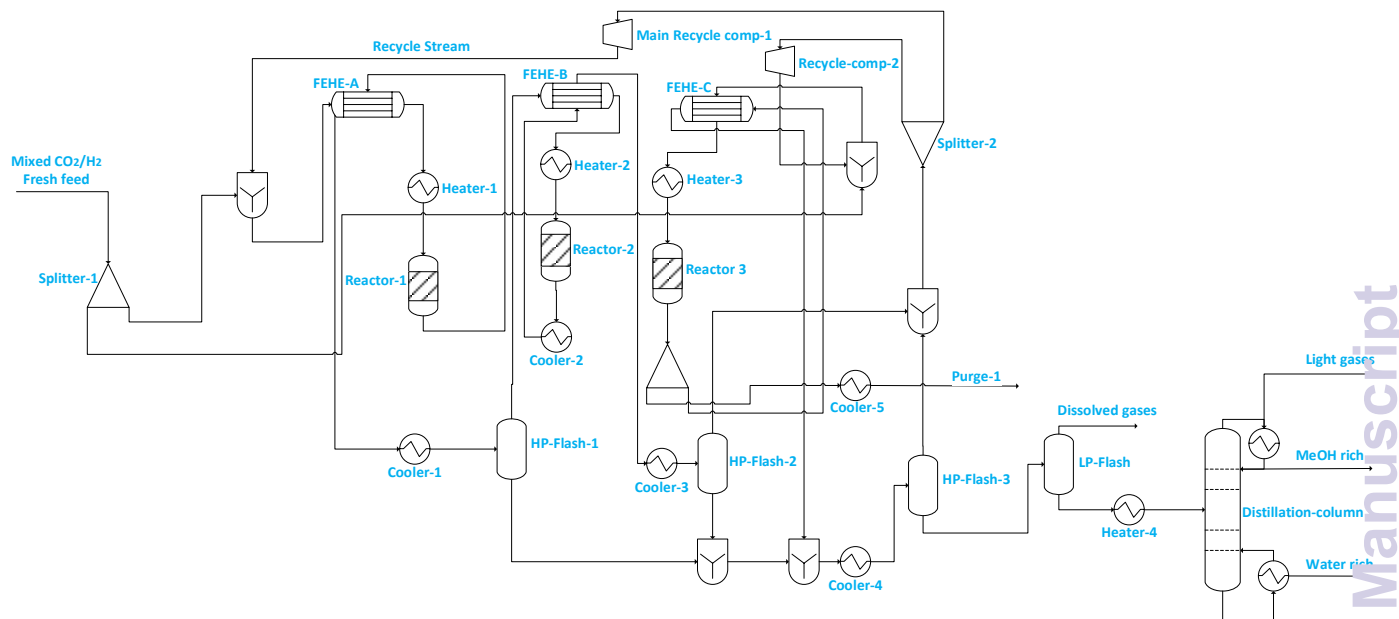 Main Recycle comp-1
Recycle Stream
Recycle-comp-2
FEHE-A
FEHE-B
FEHE-C
Splitter-2
Mixed CO2/H2
Fresh feed
Heater-1
Heater-2
Heater-3
Splitter-1
Reactor-1
Reactor-2
Reactor 3
Cooler-2
Cooler-5
Purge-1
Light gases
Dissolved gases
HP-Flash-1
Cooler-1
HP-Flash-2
Cooler-3
HP-Flash-3
LP-Flash
MeOH rich
Heater-4
Distillation-column
Cooler-4
Water rich
Manuscript